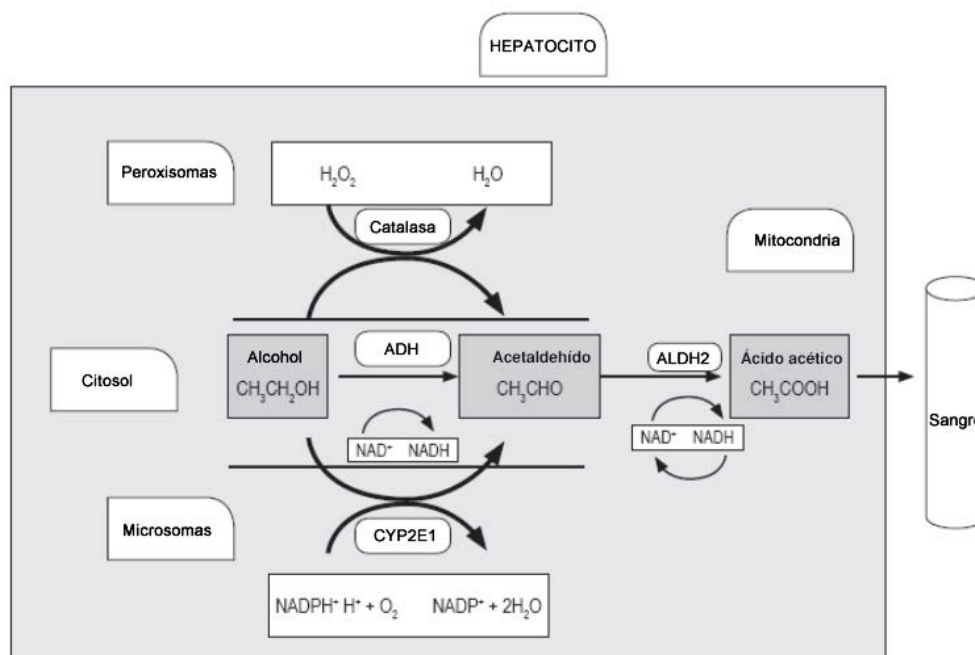 HEPATOCITO
Peroxisomas
H₂O₂ H₂O
Catalasa
Mitocondria
Citosol
Alcohol
CH₃CH₂OH
ADH
Acetaldehído
CH₃CHO
ALDH2
Ácido acético
CH₃COOH
Sangre
NAD⁺ NADH
NAD⁺ NADH
Microsomas
CYP2E1
NADPH⁺ H⁺ + O₂ NADP⁺ + 2H₂O